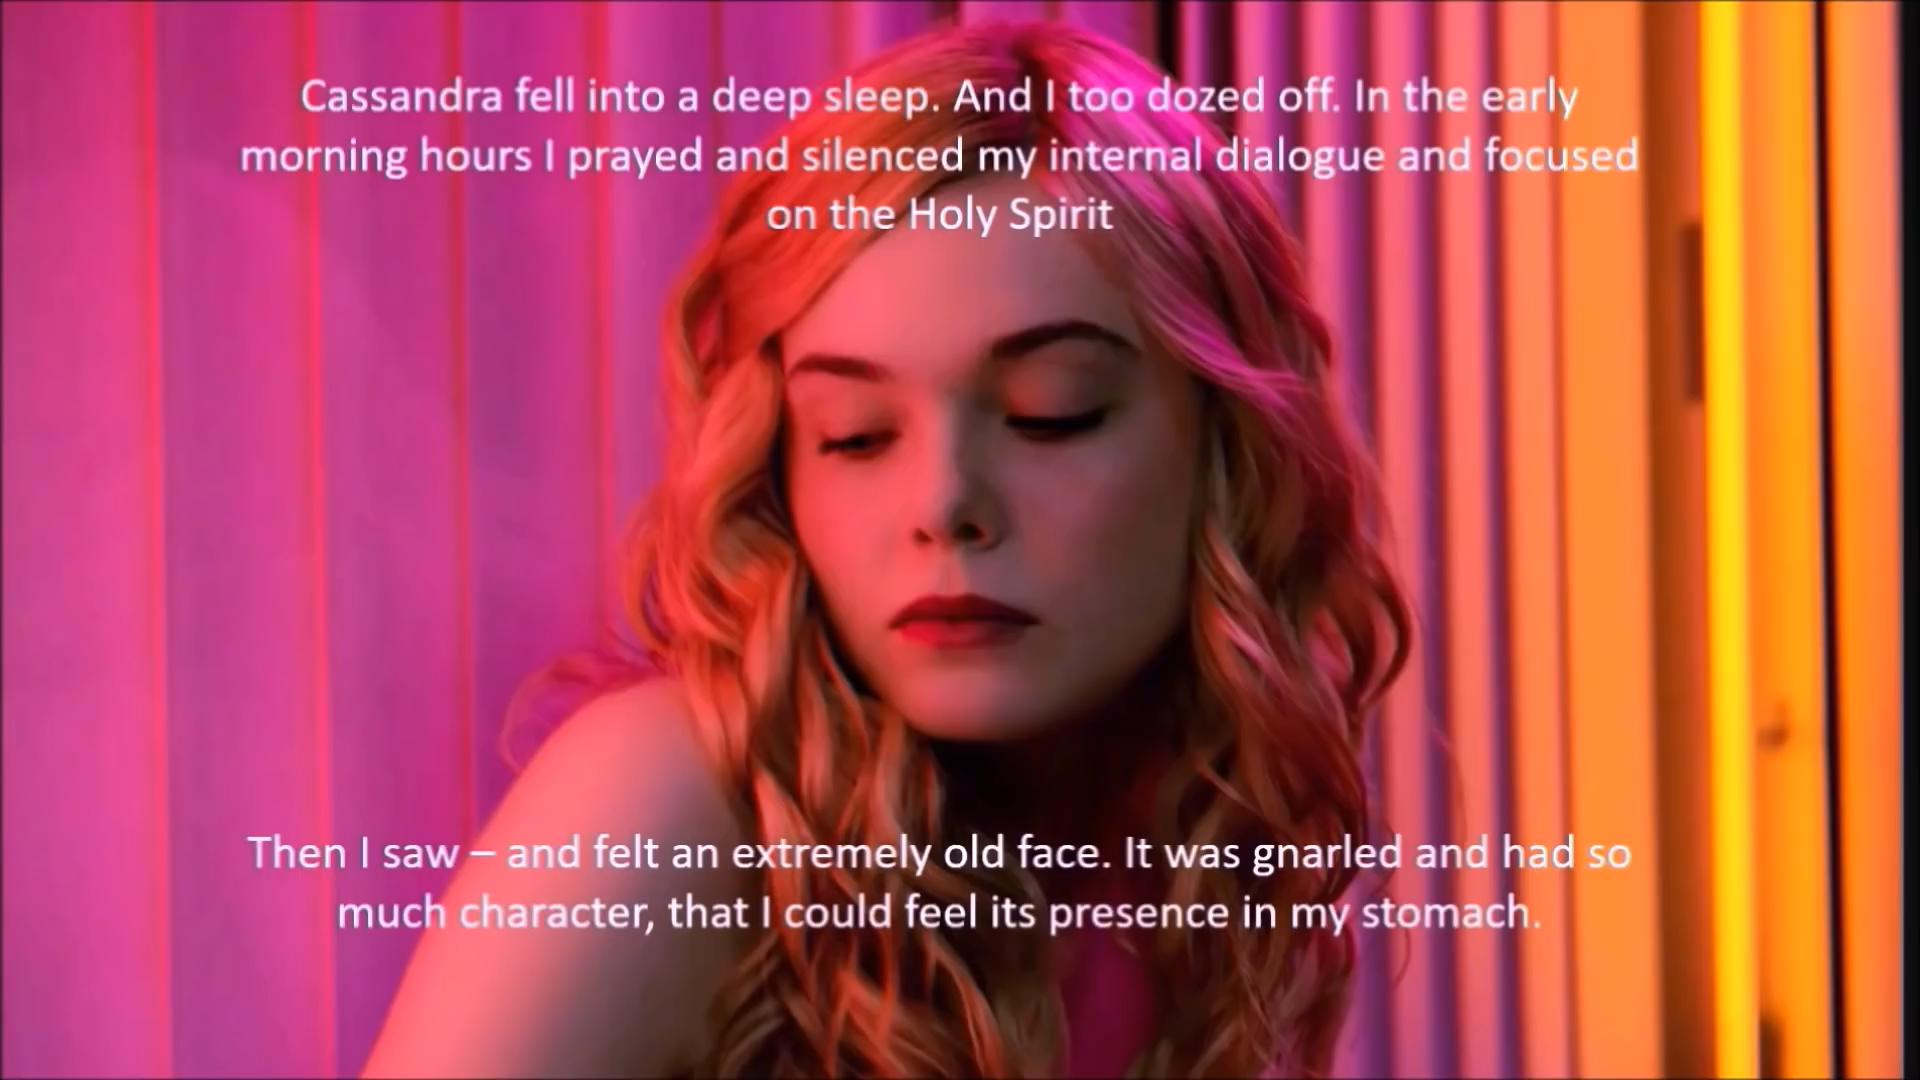 Cassandra fell into a deep sleep. And I too dozed off. In the early
morning hours I prayed and silenced my internal dialogue and focused
on the Holy Spirit
Then I saw – and felt an extremely old face. It was gnarled and had so
much character, that I could feel its presence in my stomach.